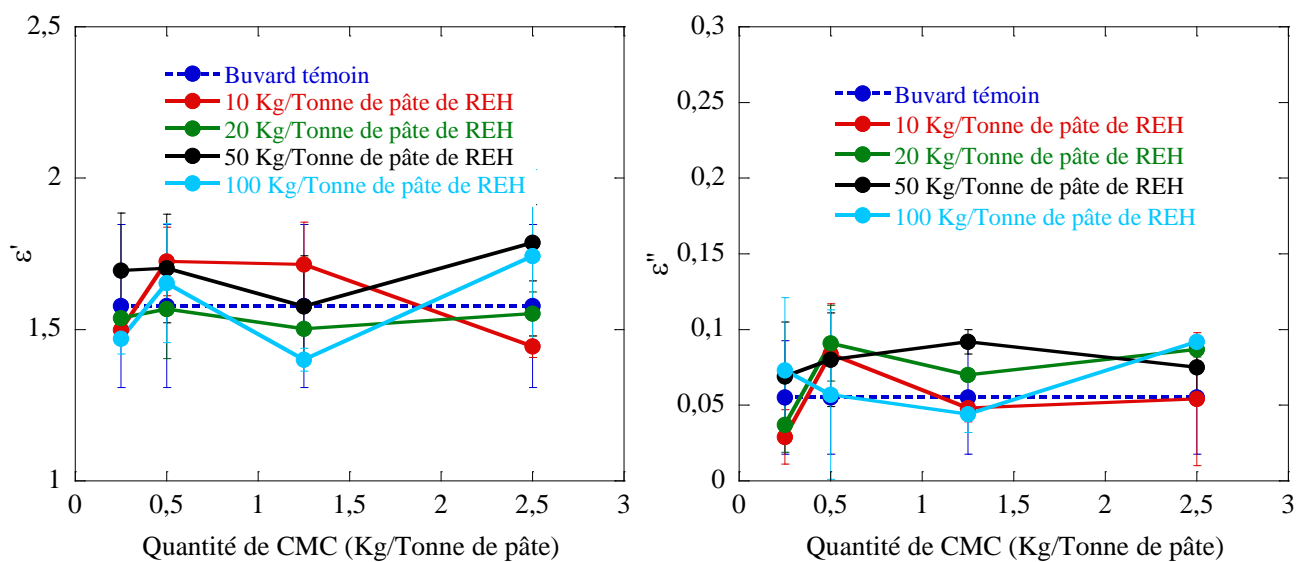 2,5
2
1,5
1
ε'
Buvard témoin
10 Kg/Tonne de pâte de REH
20 Kg/Tonne de pâte de REH
50 Kg/Tonne de pâte de REH
100 Kg/Tonne de pâte de REH
0 0,5 1 1,5 2 2,5 3
Quantité de CMC (Kg/Tonne de pâte)
0,3
0,25
0,2
0,15
0,1
0,05
0
ε"
Buvard témoin
10 Kg/Tonne de pâte de REH
20 Kg/Tonne de pâte de REH
50 Kg/Tonne de pâte de REH
100 Kg/Tonne de pâte de REH
0 0,5 1 1,5 2 2,5 3
Quantité de CMC (Kg/Tonne de pâte)